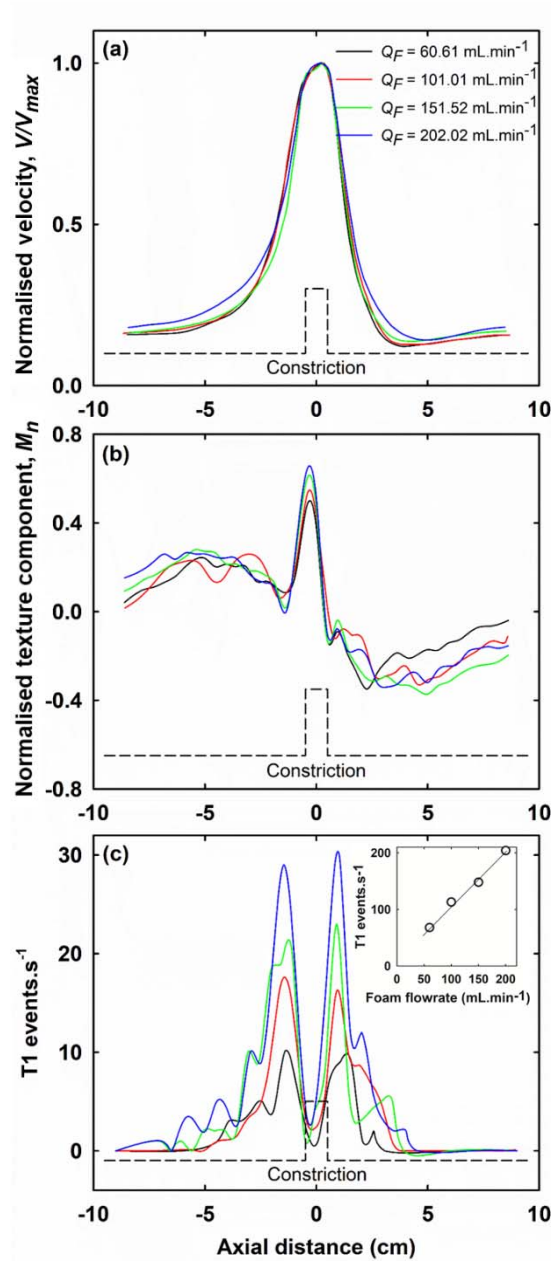 (a)
Q_F = 60.61 mL.min⁻¹
Q_F = 101.01 mL.min⁻¹
Q_F = 151.52 mL.min⁻¹
Q_F = 202.02 mL.min⁻¹
Normalised velocity, V/V_max
1.0
0.5
0.0
Constriction
-10 -5 0 5 10
(b)
Normalised texture component, M_n
0.8
0.4
0.0
-0.4
-0.8
Constriction
-10 -5 0 5 10
(c)
T1 events.s⁻¹
30
20
10
0
T1 events.s⁻¹
200
100
0
0 50 100 150 200
Foam flowrate (mL.min⁻¹)
Constriction
-10 -5 0 5 10
Axial distance (cm)